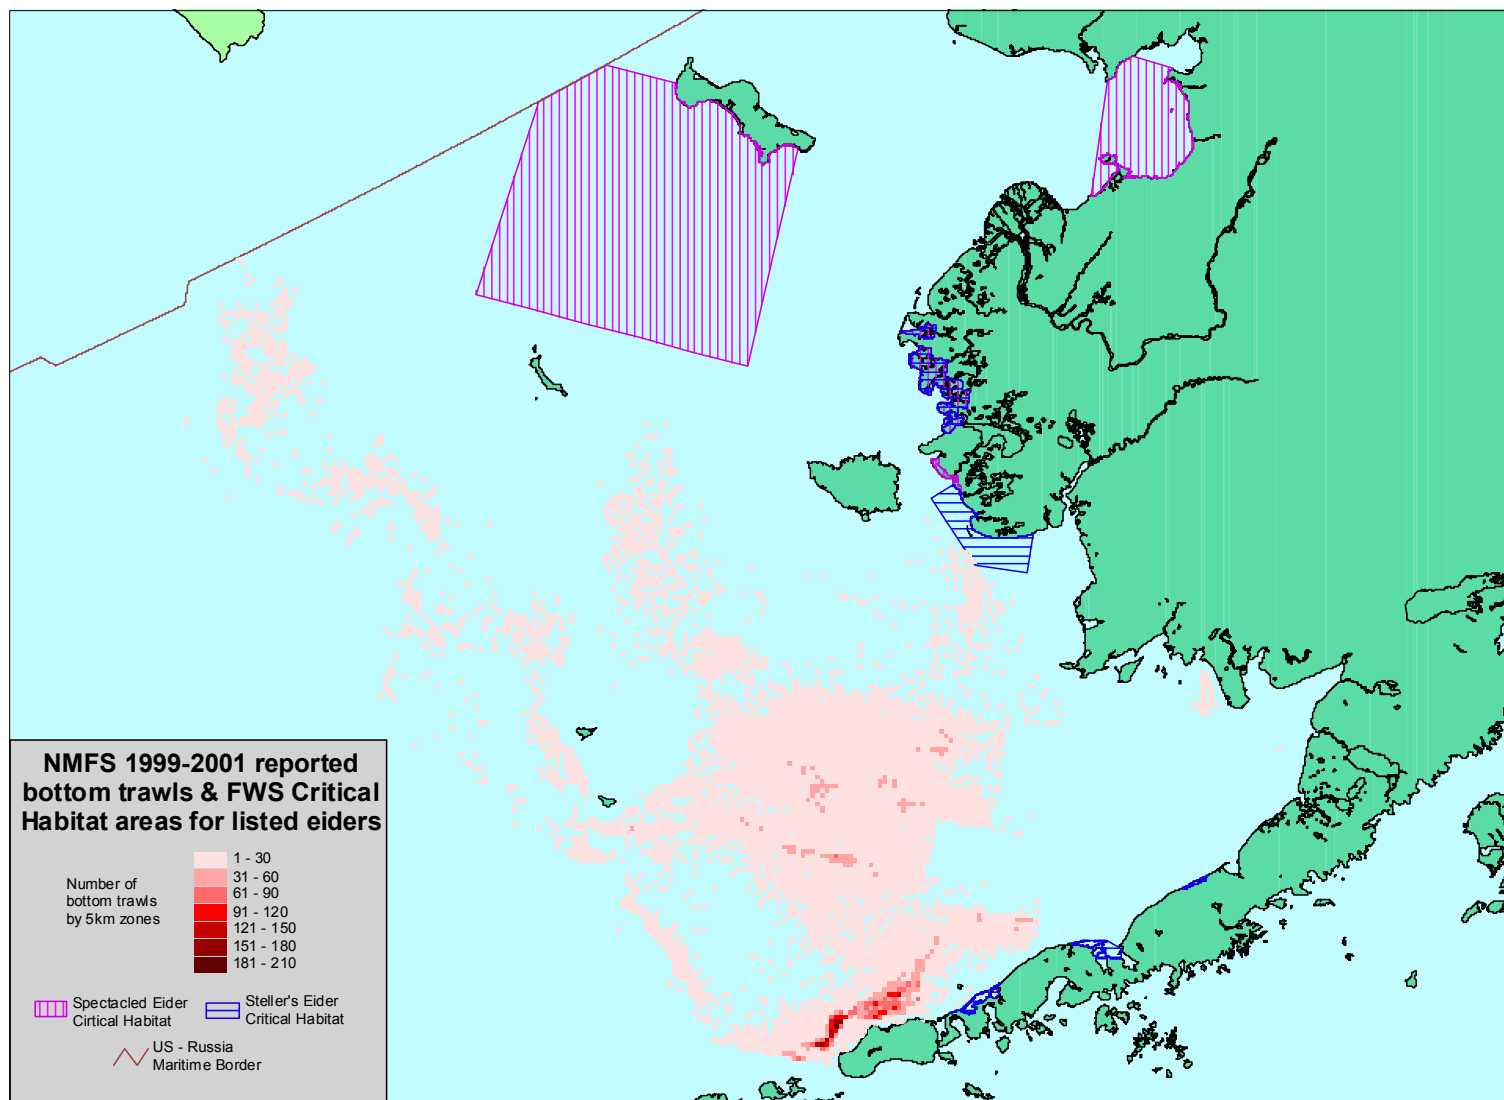 NMFS 1999-2001 reported
bottom trawls & FWS Critical
Habitat areas for listed eiders
Number of
bottom trawls
by 5km zones
1 - 30
31 - 60
61 - 90
91 - 120
121 - 150
151 - 180
181 - 210
Spectacled Eider
Cirtical Habitat
Steller's Eider
Critical Habitat
US - Russia
Maritime Border